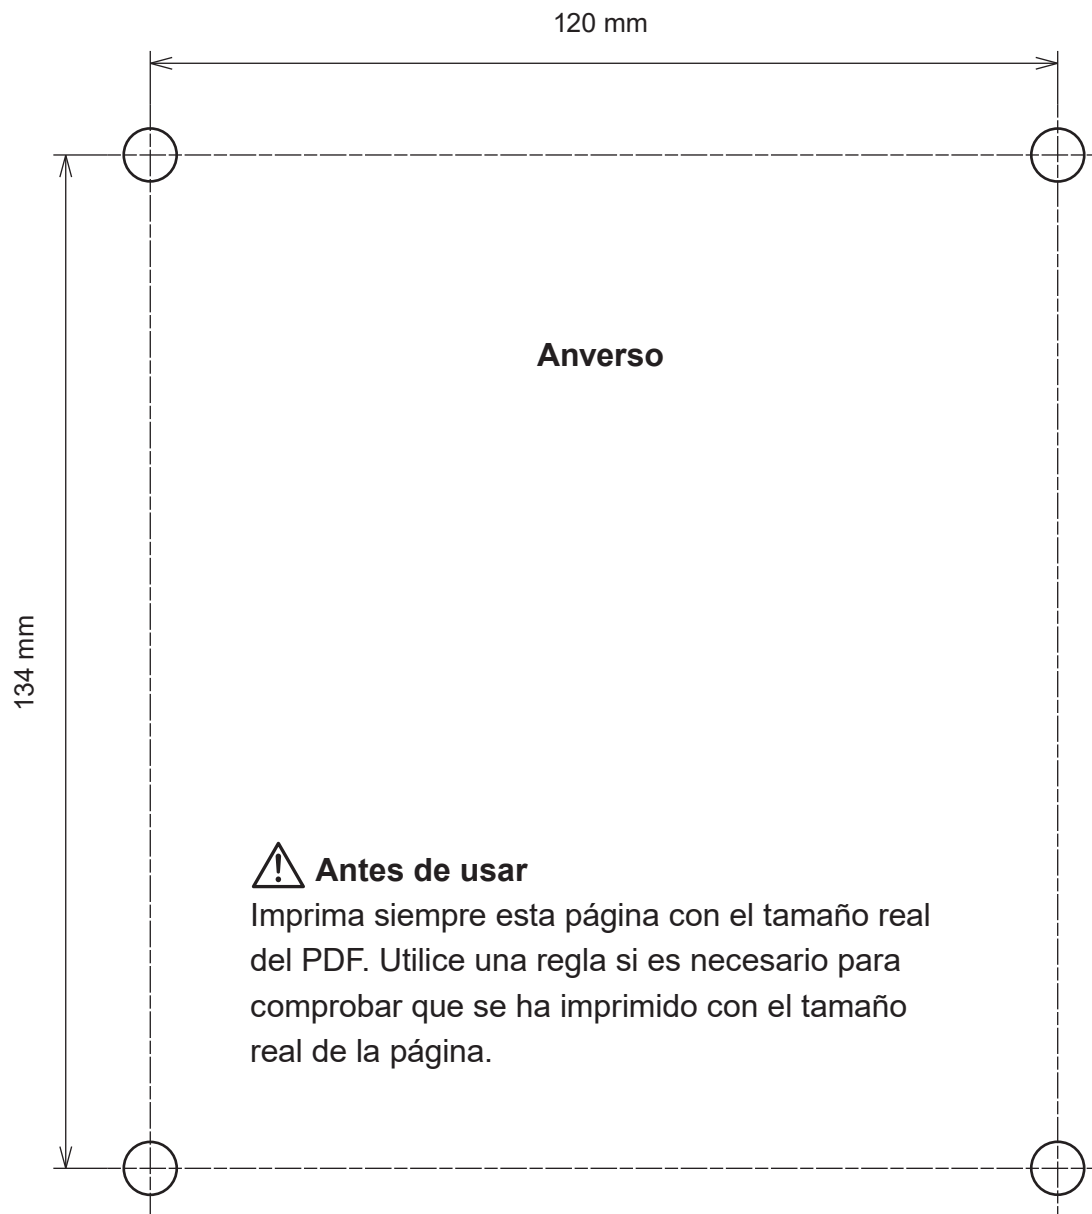 120 mm
Anverso
134 mm
Antes de usar
Imprima siempre esta página con el tamaño real
del PDF. Utilice una regla si es necesario para
comprobar que se ha imprimido con el tamaño
real de la página.